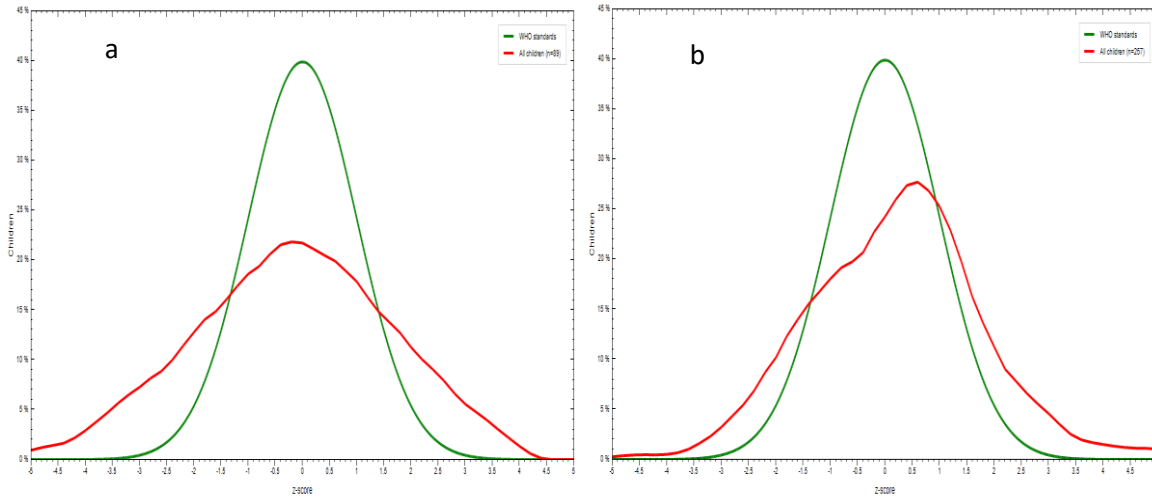 a
WHO standards
All children (n=89)
45 %
40 %
35 %
30 %
25 %
20 %
15 %
10 %
5 %
0 %
Children
-5 -4.5 -4 -3.5 -3 -2.5 -2 -1.5 -1 -0.5 0 0.5 1 1.5 2 2.5 3 3.5 4 4.5 5
z-score
b
WHO standards
All children (n=257)
45 %
40 %
35 %
30 %
25 %
20 %
15 %
10 %
5 %
0 %
Children
-5 -4.5 -4 -3.5 -3 -2.5 -2 -1.5 -1 -0.5 0 0.5 1 1.5 2 2.5 3 3.5 4 4.5
z-score